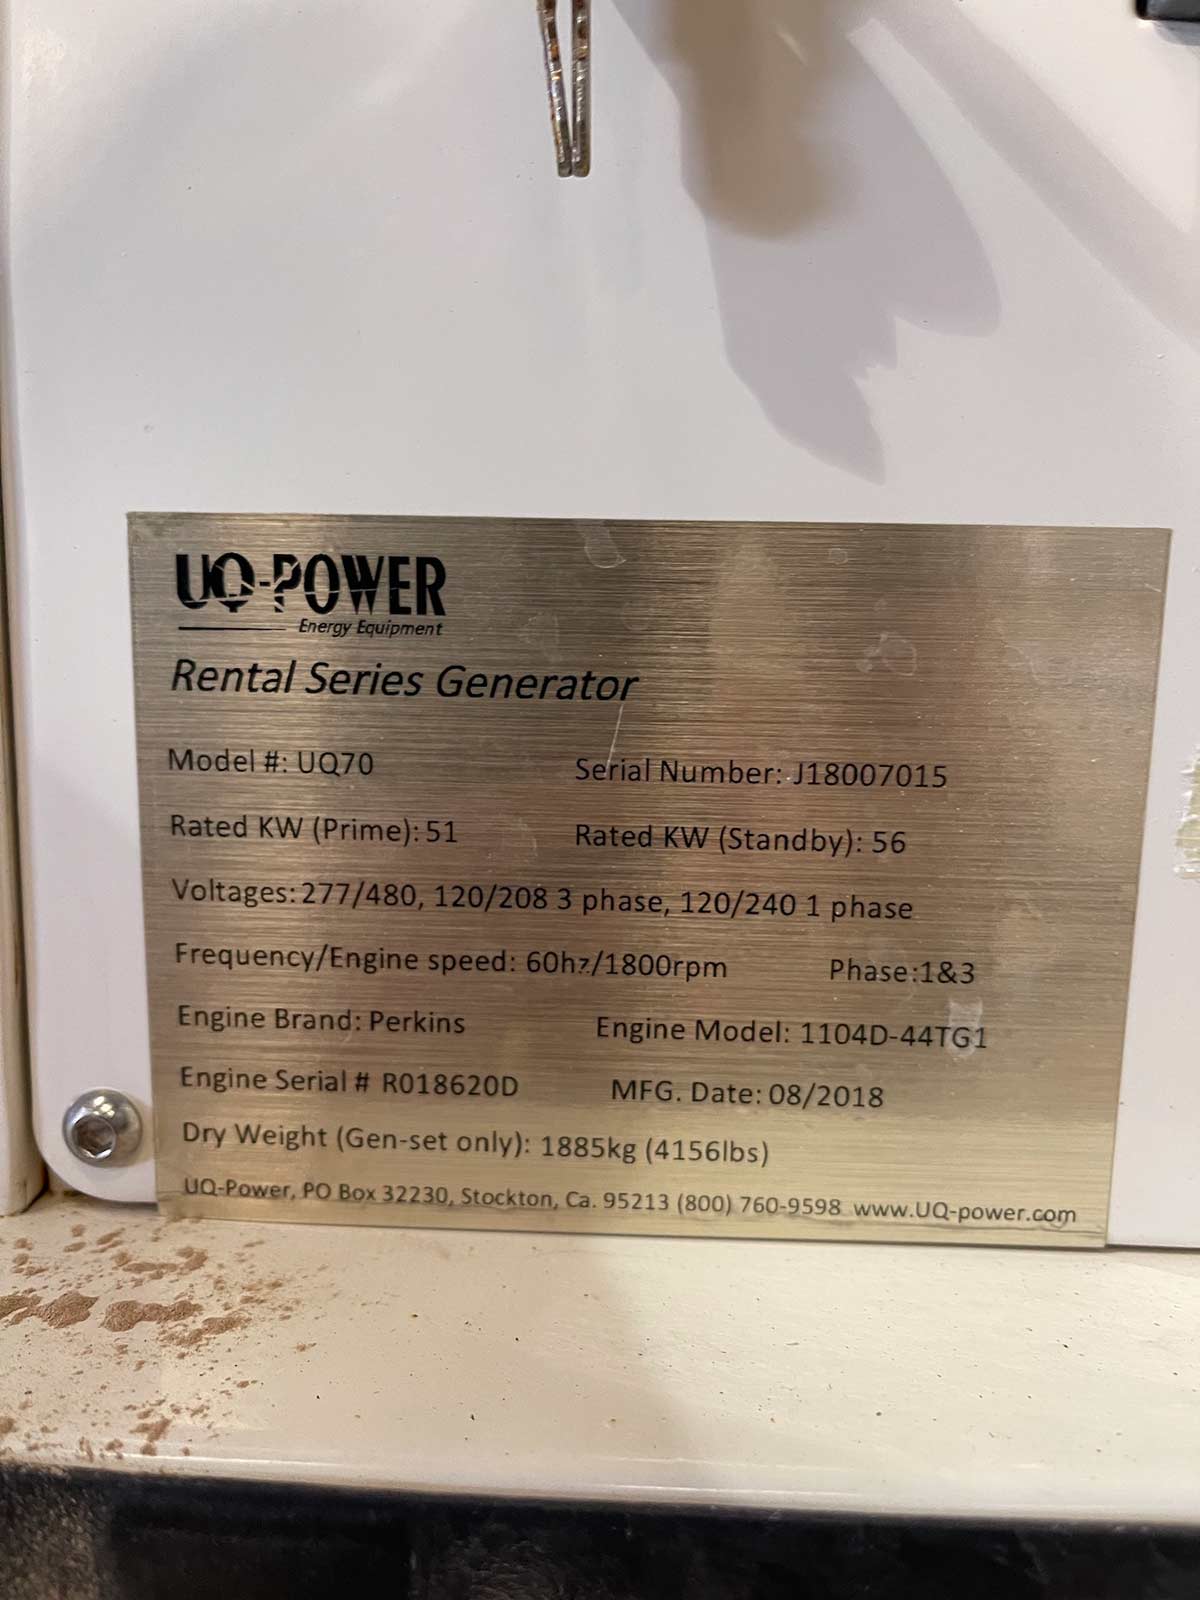 UQ-POWER
Energy Equipment
Rental Series Generator
Model #: UQ70 Serial Number: J18007015
Rated KW (Prime): 51 Rated KW (Standby): 56
Voltages: 277/480, 120/208 3 phase, 120/240 1 phase
Frequency/Engine speed: 60hz/1800rpm Phase:1&3
Engine Brand: Perkins Engine Model: 1104D-44TG1
Engine Serial # R018620D MFG. Date: 08/2018
Dry Weight (Gen-set only): 1885kg (4156lbs)
UQ-Power, PO Box 32230, Stockton, Ca. 95213 (800) 760-9598 www.UQ-power.com